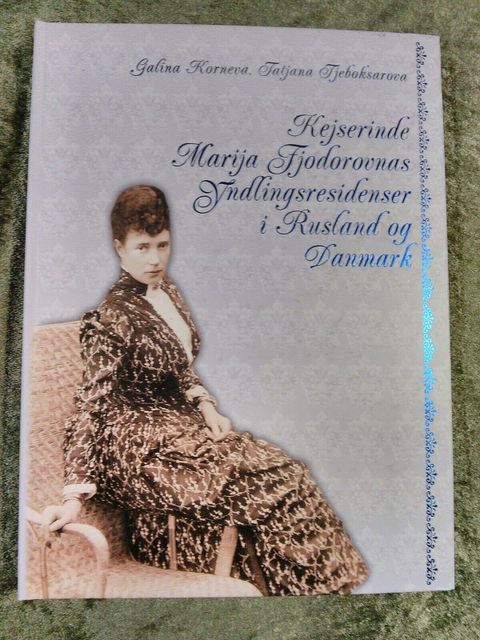 Galina Korneva. Tatjana Tjeboksarova
Kejserinde
Marija Fjodorovnas
Yndlingsresidenser
i Rusland og
Danmark